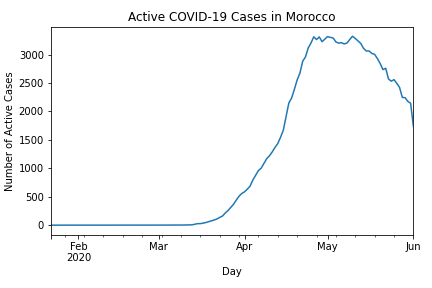 Active COVID-19 Cases in Morocco
Number of Active Cases
3000
2500
2000
1500
1000
500
0
Feb Mar Apr May Jun
2020
Day